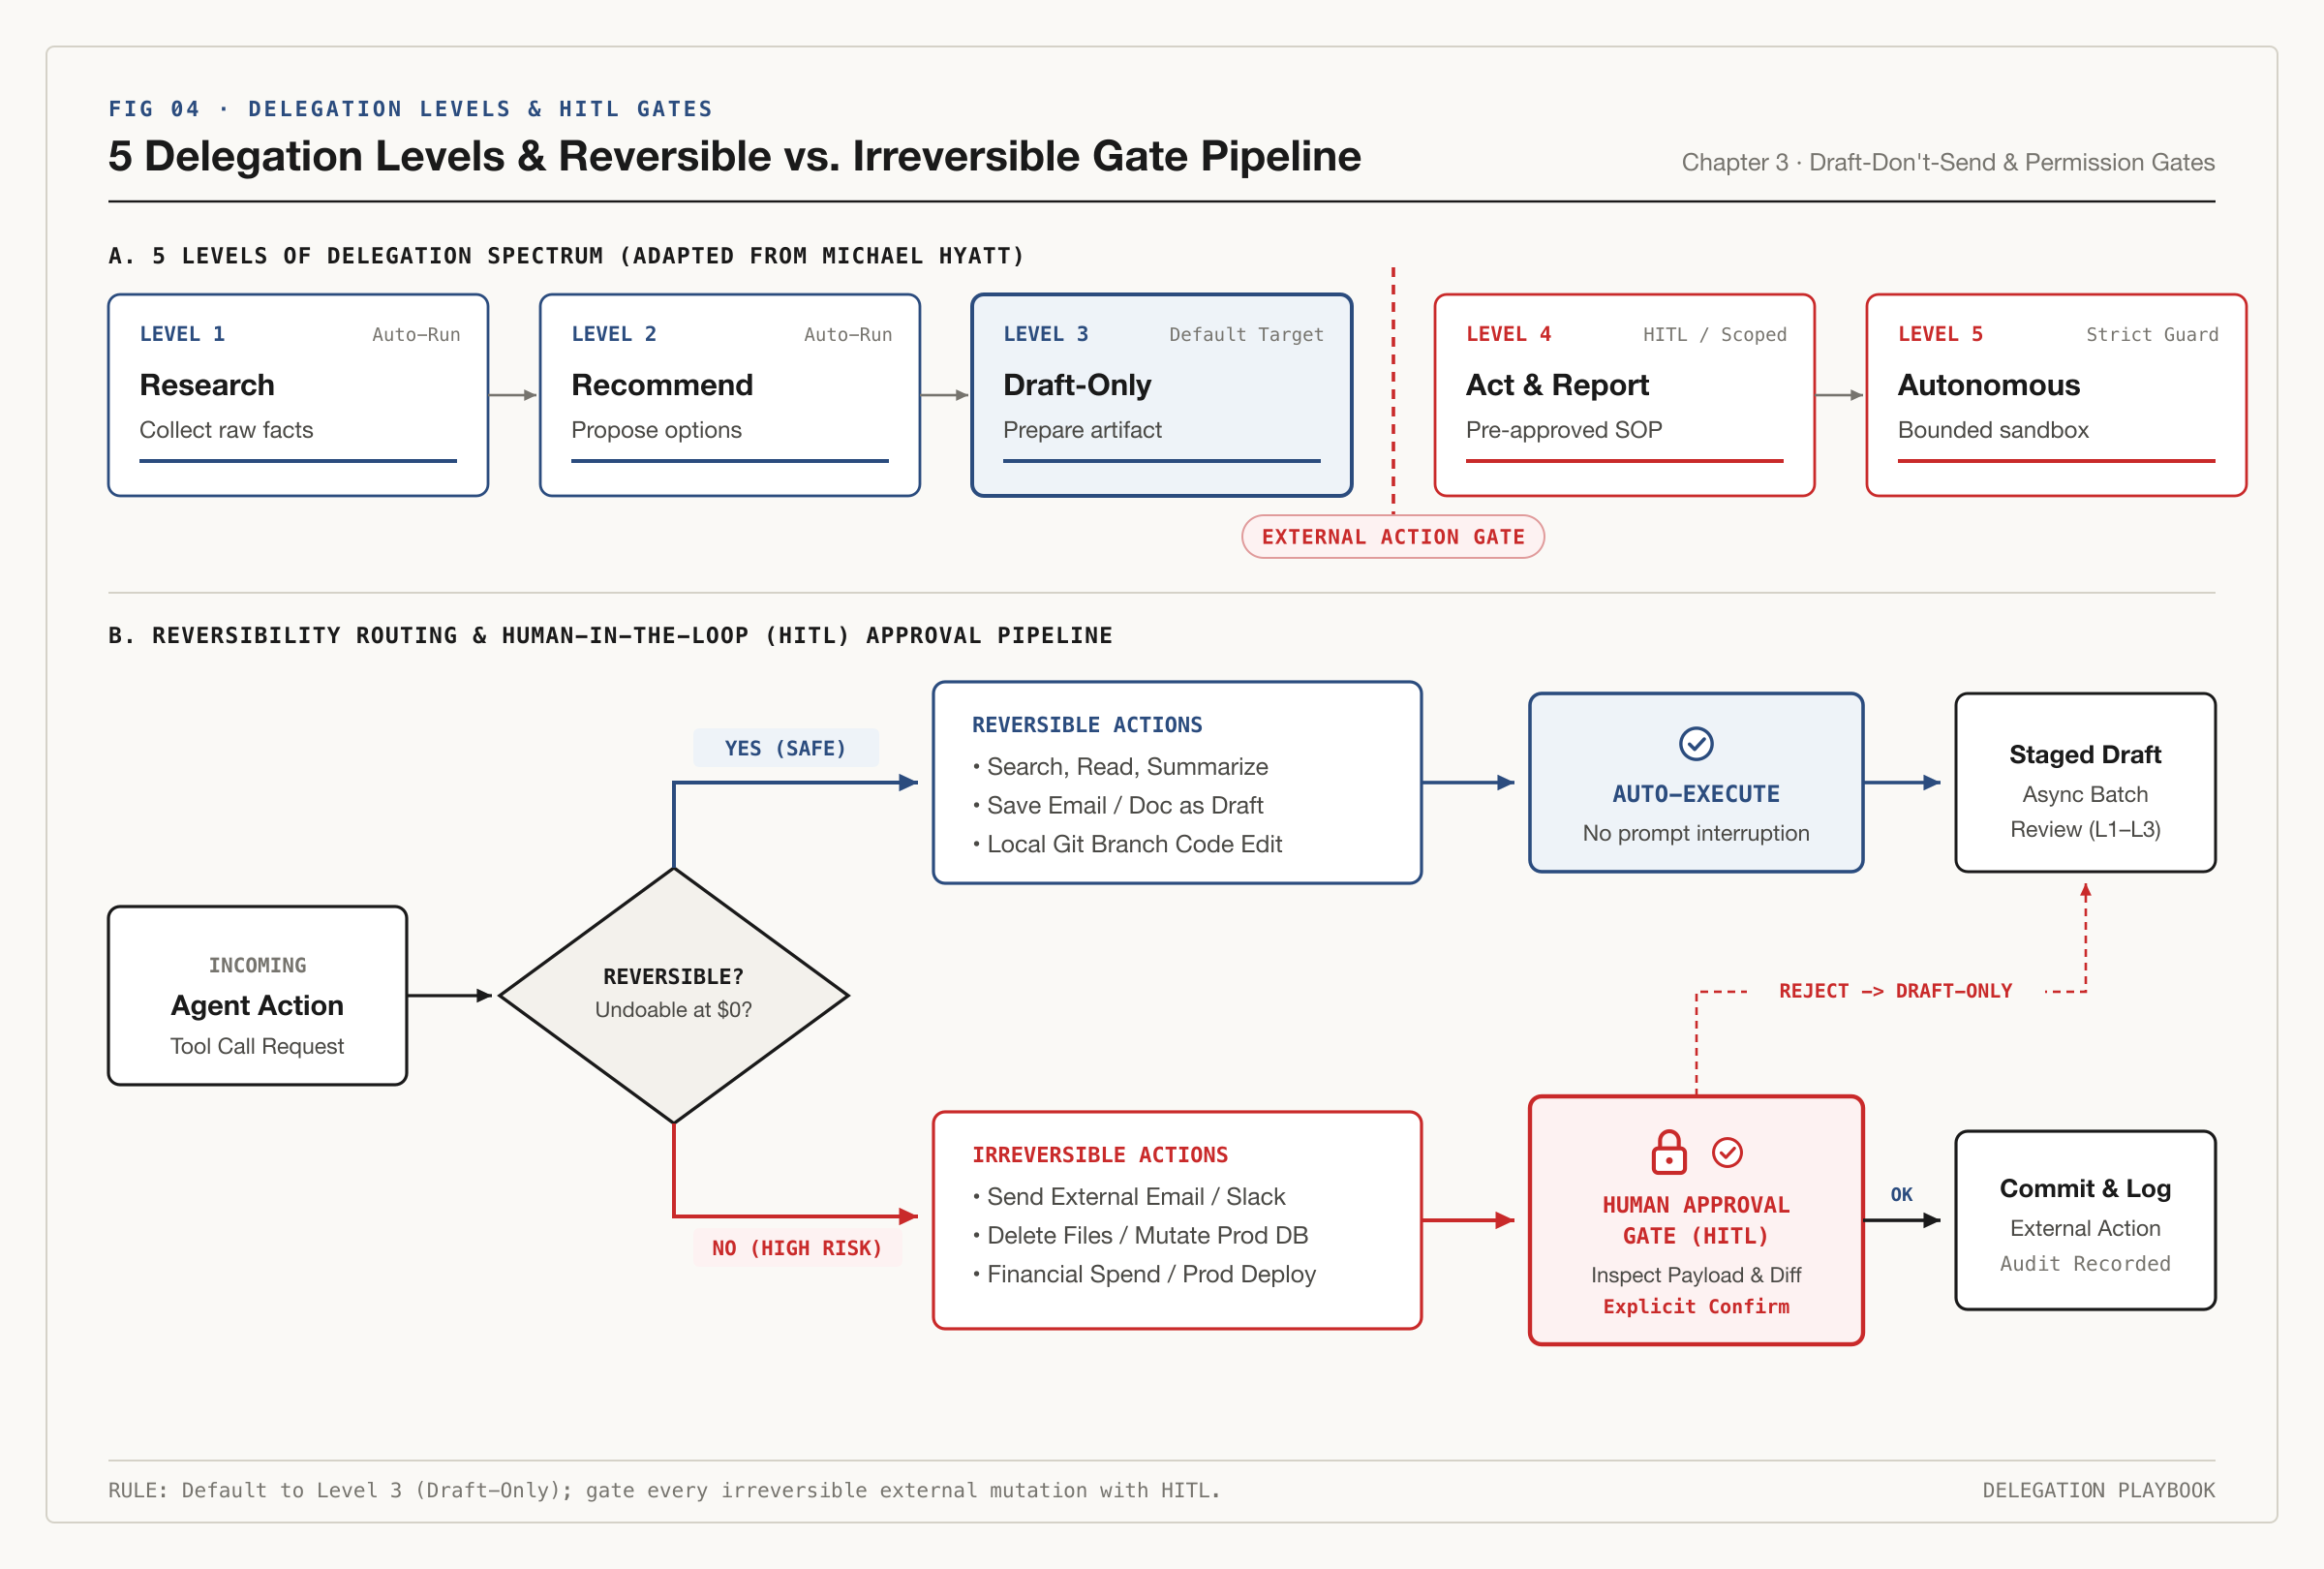 FIG 04 · DELEGATION LEVELS & HITL GATES
5 Delegation Levels & Reversible vs. Irreversible Gate Pipeline
Chapter 3 · Draft-Don't-Send & Permission Gates
A. 5 LEVELS OF DELEGATION SPECTRUM (ADAPTED FROM MICHAEL HYATT)
LEVEL 1
Auto-Run
Research
Collect raw facts
LEVEL 2
Auto-Run
Recommend
Propose options
LEVEL 3
Default Target
Draft-Only
Prepare artifact
LEVEL 4
HITL / Scoped
Act & Report
Pre-approved SOP
LEVEL 5
Strict Guard
Autonomous
Bounded sandbox
EXTERNAL ACTION GATE
B. REVERSIBILITY ROUTING & HUMAN-IN-THE-LOOP (HITL) APPROVAL PIPELINE
INCOMING
Agent Action
Tool Call Request
REVERSIBLE?
Undoable at $0?
YES (SAFE)
REVERSIBLE ACTIONS
• Search, Read, Summarize
• Save Email / Doc as Draft
• Local Git Branch Code Edit
AUTO-EXECUTE
No prompt interruption
Staged Draft
Async Batch
Review (L1–L3)
REJECT -> DRAFT-ONLY
NO (HIGH RISK)
IRREVERSIBLE ACTIONS
• Send External Email / Slack
• Delete Files / Mutate Prod DB
• Financial Spend / Prod Deploy
HUMAN APPROVAL
GATE (HITL)
Inspect Payload & Diff
Explicit Confirm
OK
Commit & Log
External Action
Audit Recorded
RULE: Default to Level 3 (Draft-Only); gate every irreversible external mutation with HITL.
DELEGATION PLAYBOOK